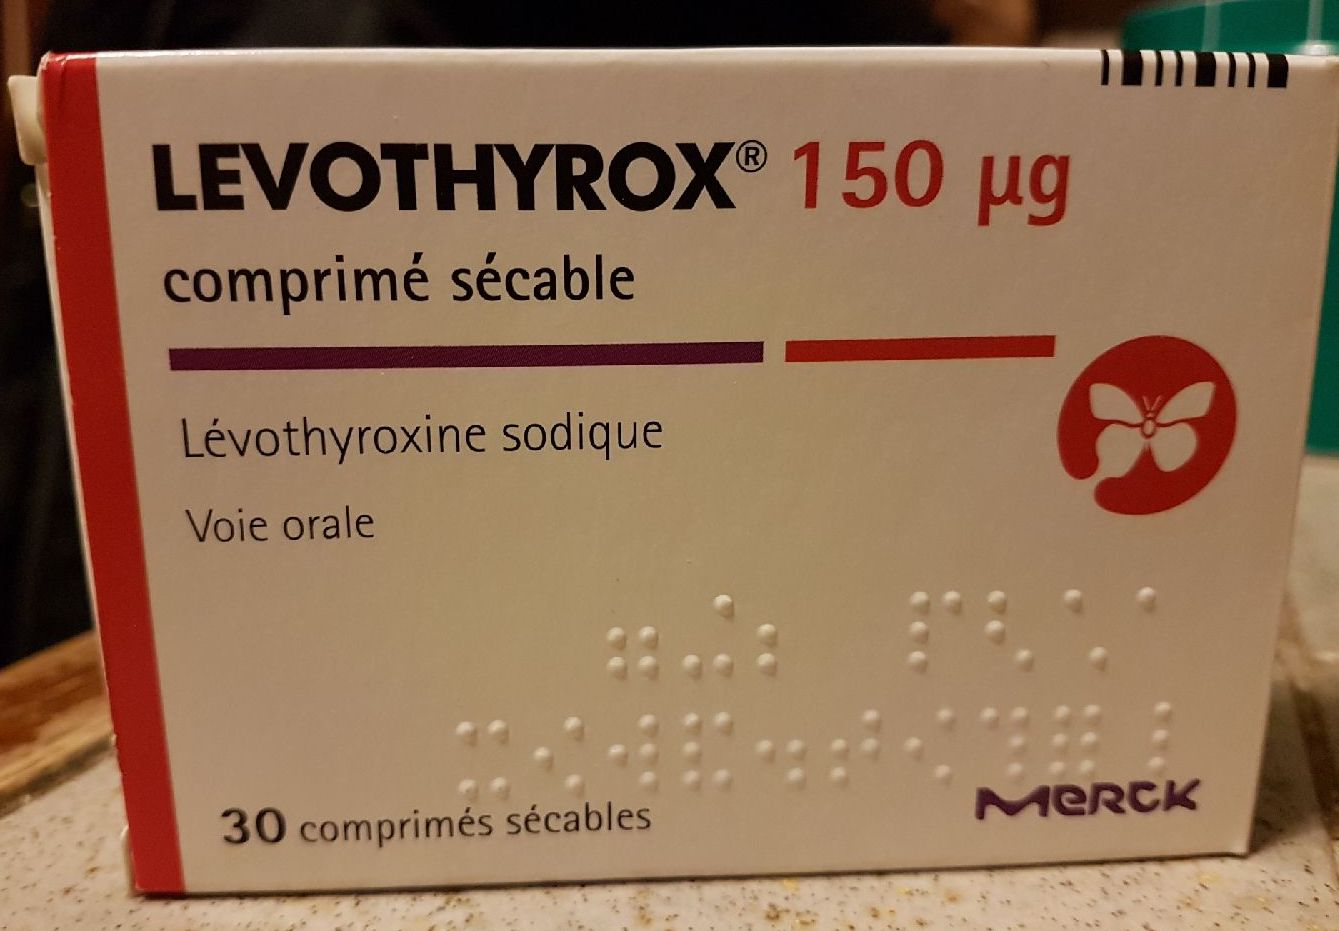 LEVOTHYROX® 150 µg
comprimé sécable
Lévothyroxine sodique
Voie orale
30 comprimés sécables
MERCK